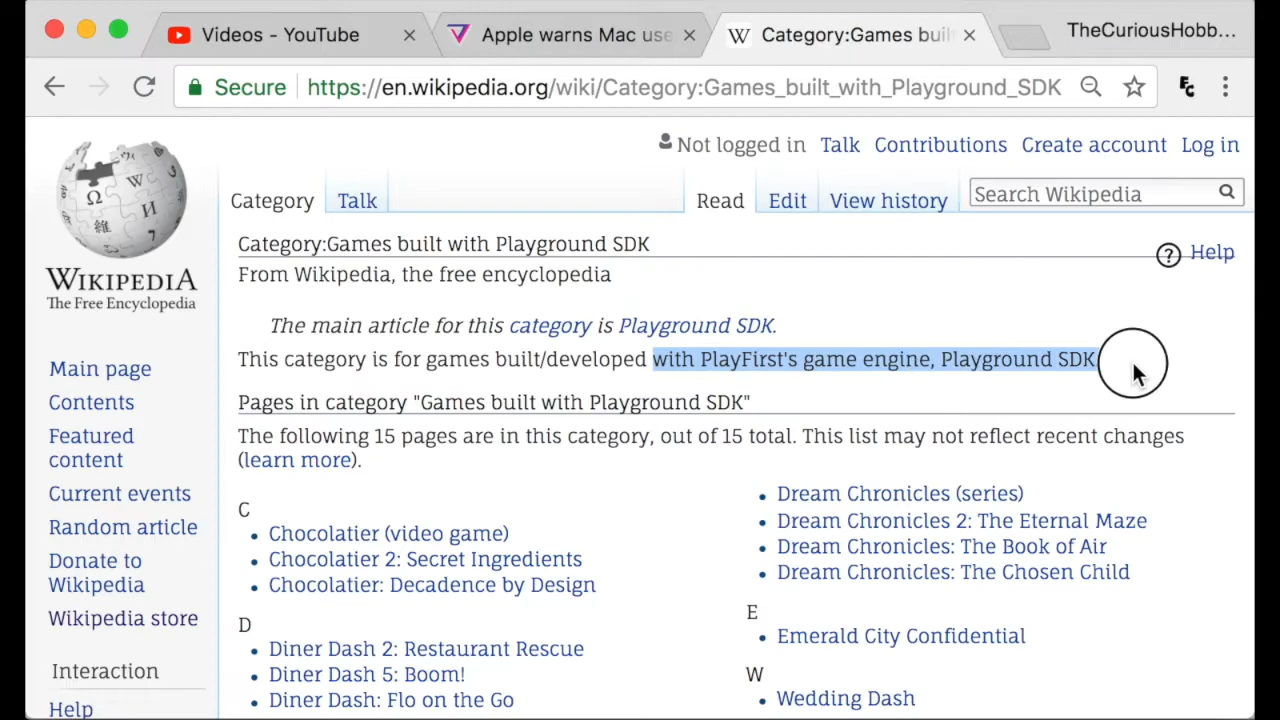 Videos - YouTube
Apple warns Mac use
Category:Games buil
TheCuriousHobb...
Secure
https://en.wikipedia.org/wiki/Category:Games_built_with_Playground_SDK
Not logged in Talk Contributions Create account Log in
Category Talk Read Edit View history Search Wikipedia
WIKIPEDIA
The Free Encyclopedia
Main page
Contents
Featured
content
Current events
Random article
Donate to
Wikipedia
Wikipedia store
Interaction
Help
Category:Games built with Playground SDK
Help
From Wikipedia, the free encyclopedia
The main article for this category is Playground SDK.
This category is for games built/developed with PlayFirst's game engine, Playground SDK
Pages in category "Games built with Playground SDK"
The following 15 pages are in this category, out of 15 total. This list may not reflect recent changes
(learn more).
C
Chocolatier (video game)
Chocolatier 2: Secret Ingredients
Chocolatier: Decadence by Design
D
Diner Dash 2: Restaurant Rescue
Diner Dash 5: Boom!
Diner Dash: Flo on the Go
Dream Chronicles (series)
Dream Chronicles 2: The Eternal Maze
Dream Chronicles: The Book of Air
Dream Chronicles: The Chosen Child
E
Emerald City Confidential
W
Wedding Dash